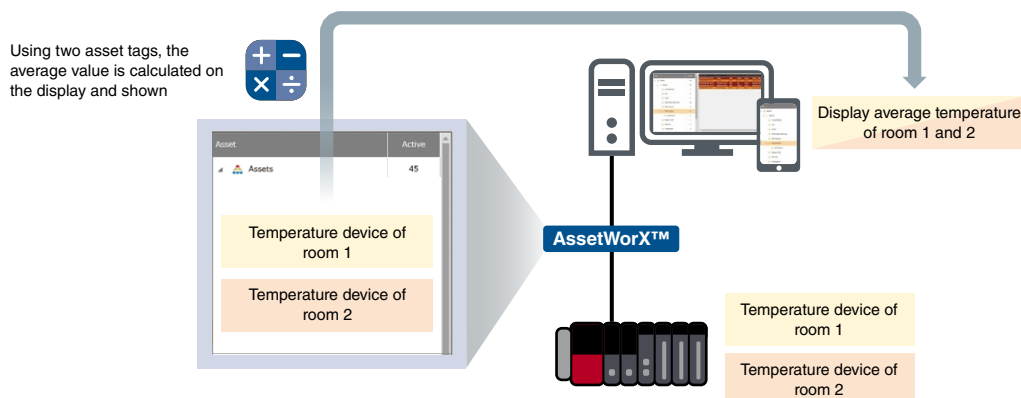 Using two asset tags, the
average value is calculated on
the display and shown
Asset Active
Assets 45
Temperature device of
room 1
Temperature device of
room 2
AssetWorX™
Display average temperature
of room 1 and 2
Temperature device of
room 1
Temperature device of
room 2